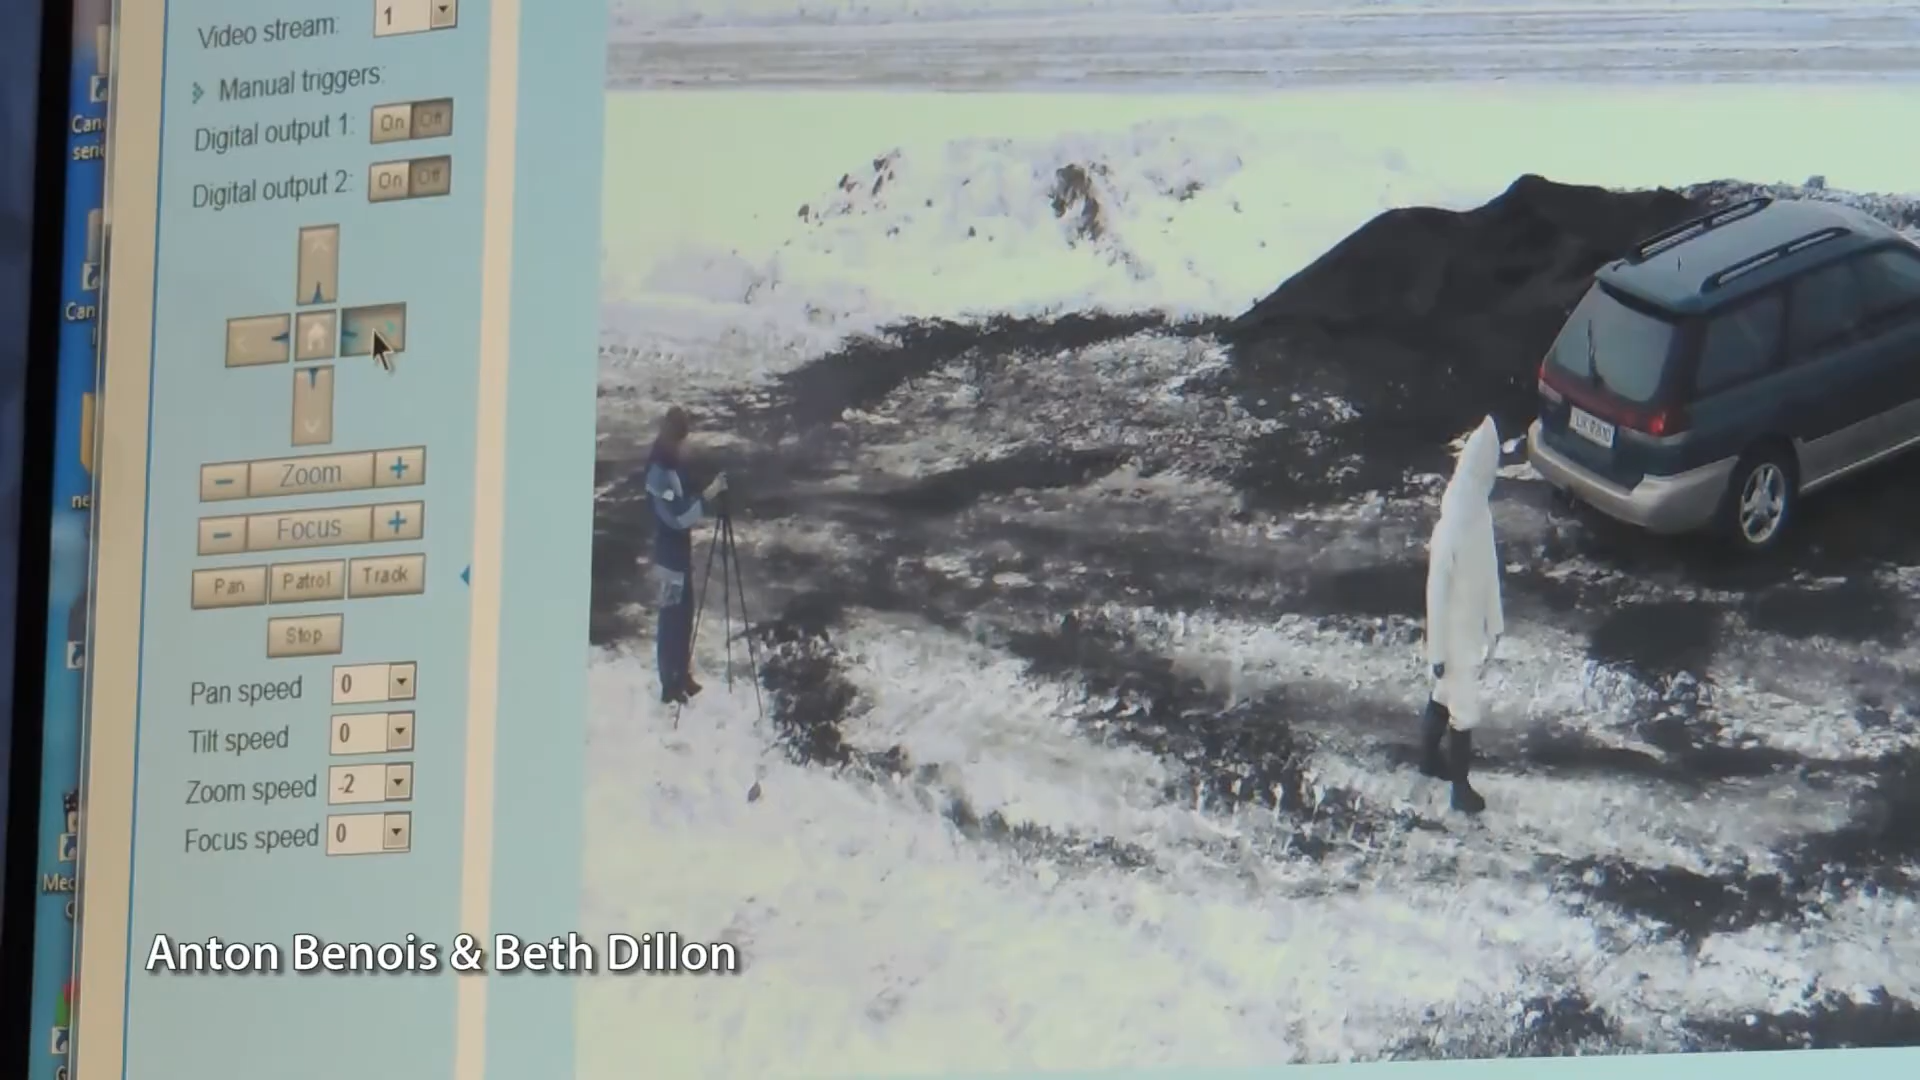 Video stream: 1
Manual triggers:
Digital output 1: On Off
Digital output 2: On Off
Zoom
Focus
Pan Patrol Track
Stop
Pan speed 0
Tilt speed 0
Zoom speed -2
Focus speed 0
Anton Benois & Beth Dillon